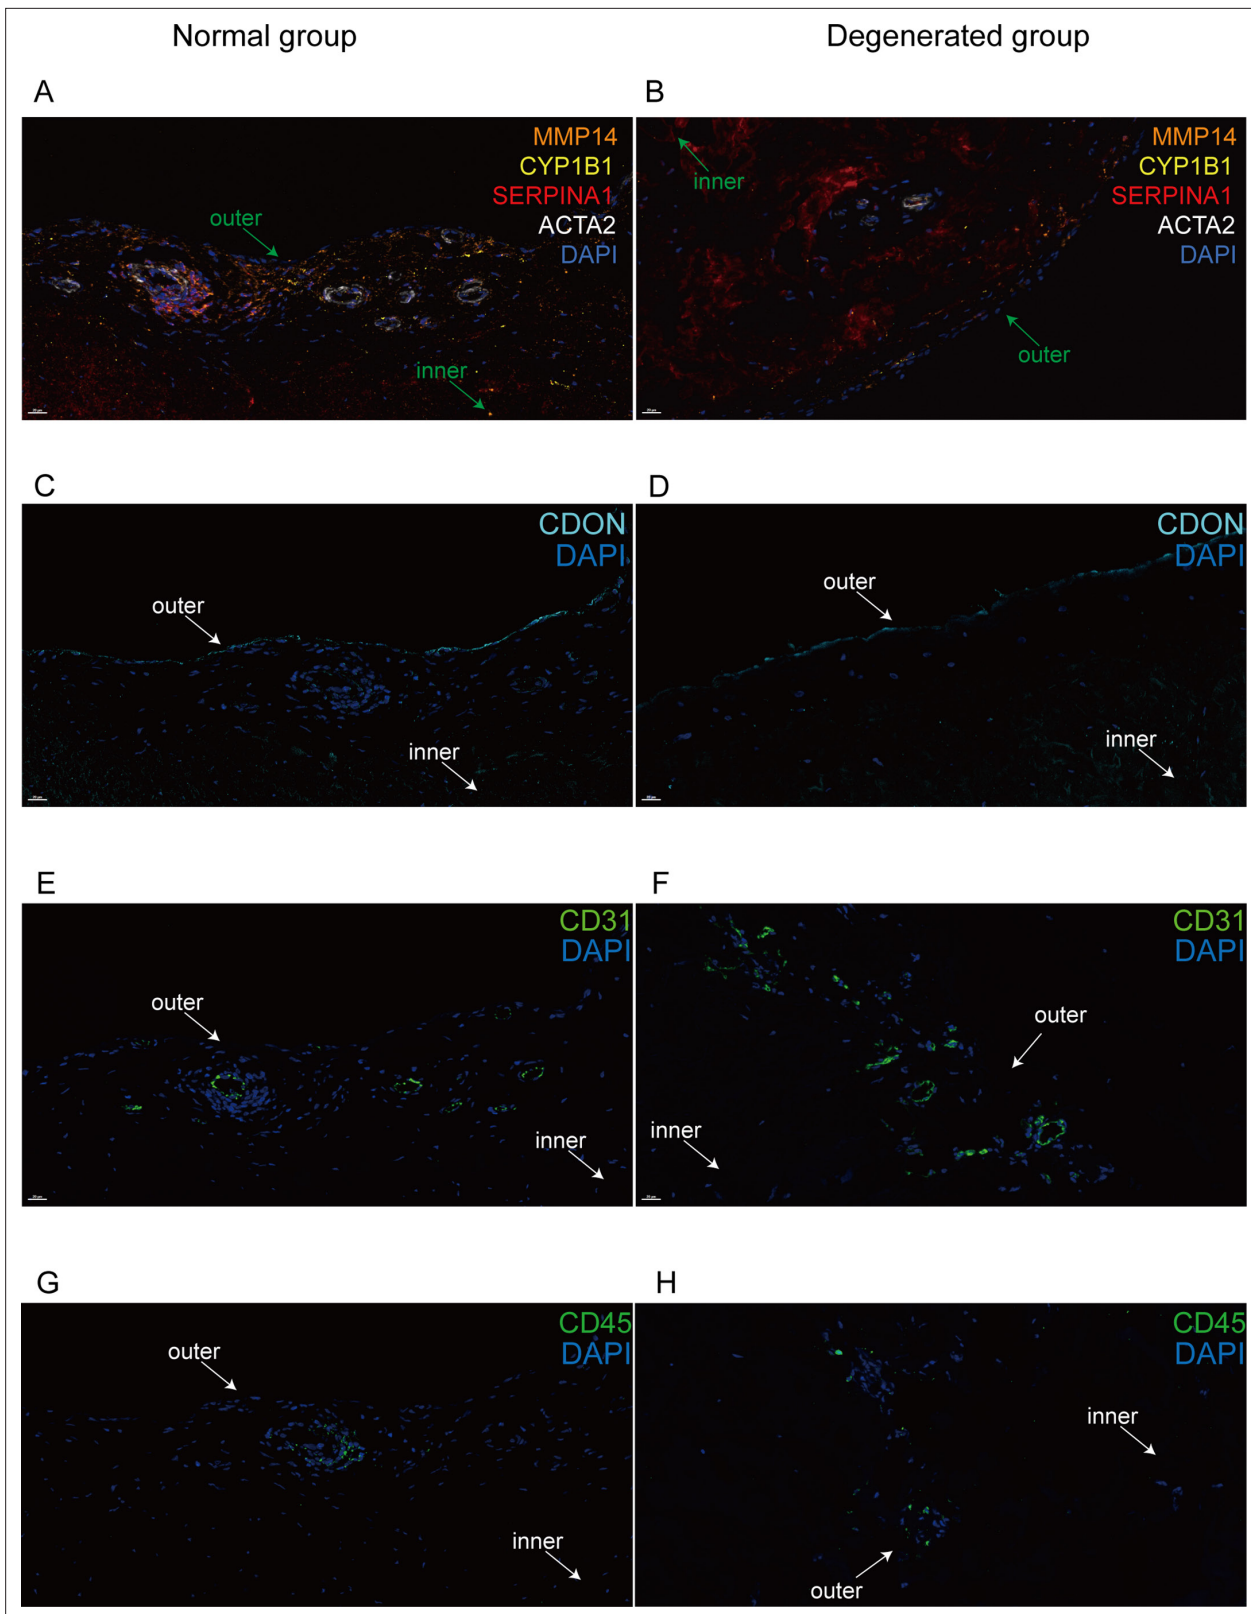 Normal group
Degenerated group
A
MMP14
CYP1B1
SERPINA1
ACTA2
DAPI
outer
inner
B
MMP14
CYP1B1
SERPINA1
ACTA2
DAPI
inner
outer
C
CDON
DAPI
outer
inner
D
CDON
DAPI
outer
inner
E
CD31
DAPI
outer
inner
F
CD31
DAPI
outer
inner
G
CD45
DAPI
outer
inner
H
CD45
DAPI
inner
outer